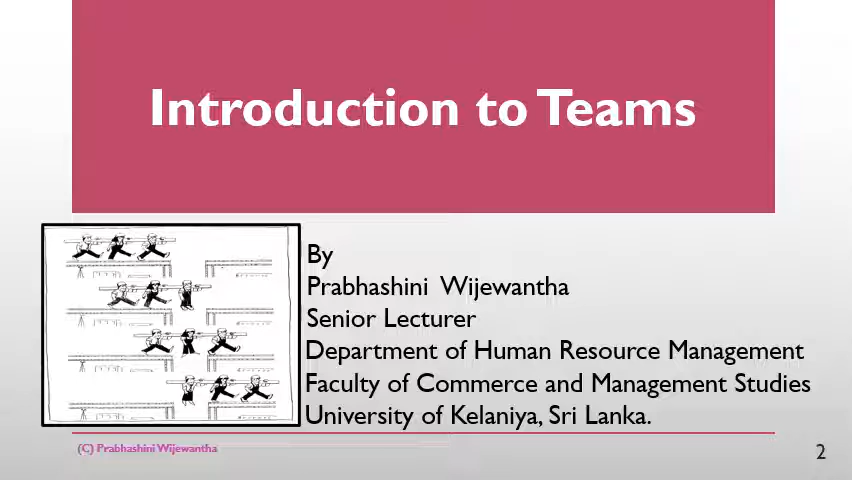 Introduction to Teams
By
Prabhashini Wijewantha
Senior Lecturer
Department of Human Resource Management
Faculty of Commerce and Management Studies
University of Kelaniya, Sri Lanka.
(C) Prabhashini Wijewantha
2